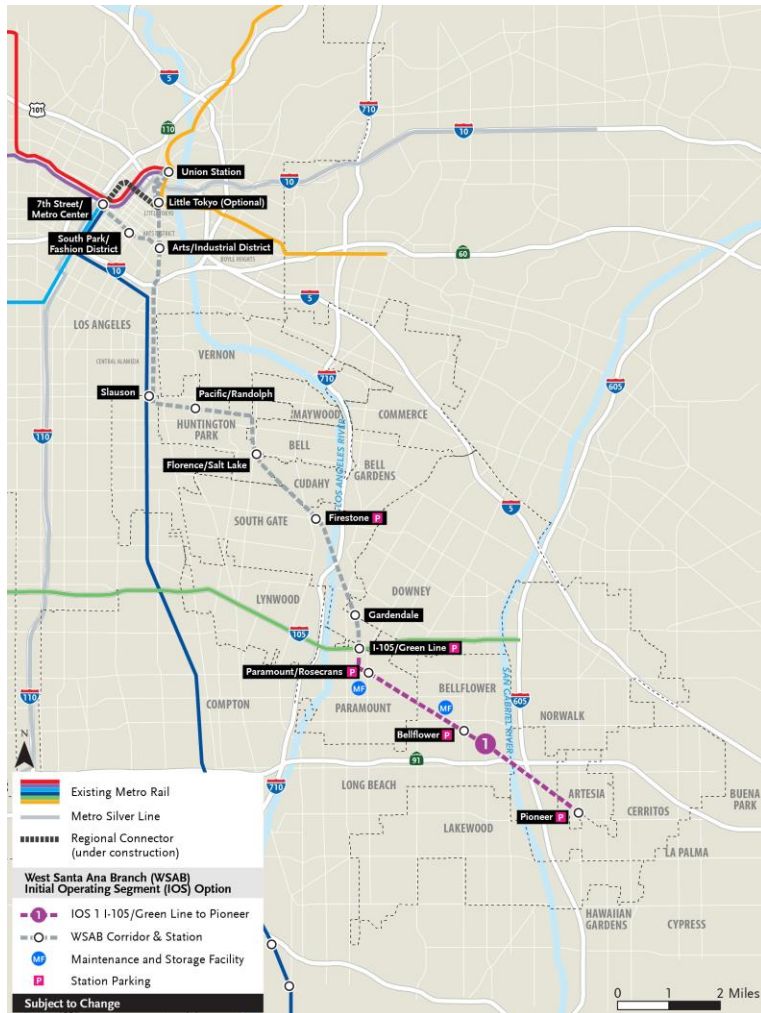 5
710
101
110
10
Union Station
10
7th Street/
Metro Center
Little Tokyo (Optional)
LITTLE TOKYO
ARTS DISTRICT
South Park/
Fashion District
Arts/Industrial District
BOYLE HEIGHTS
60
10
5
LOS ANGELES
VERNON
CENTRAL ALAMEDA
710
605
Slauson
Pacific/Randolph
MAYWOOD
COMMERCE
HUNTINGTON
PARK
110
BELL
LOS ANGELES RIVER
Florence/Salt Lake
BELL
GARDENS
CUDAHY
5
SOUTH GATE
Firestone P
LYNWOOD
DOWNEY
Gardendale
105
I-105/Green Line P
Paramount/Rosecrans P
MF
SAN GABRIEL RIVER
110
COMPTON
PARAMOUNT
BELLFLOWER
605
MF
NORWALK
Bellflower P
1
N
91
LONG BEACH
710
ARTESIA
BUENA
PARK
Pioneer P
CERRITOS
LAKEWOOD
LA PALMA
HAWAIIAN
GARDENS
CYPRESS
Existing Metro Rail
Metro Silver Line
Regional Connector
(under construction)
West Santa Ana Branch (WSAB)
Initial Operating Segment (IOS) Option
1 IOS 1 I-105/Green Line to Pioneer
WSAB Corridor & Station
MF Maintenance and Storage Facility
P Station Parking
Subject to Change
0 1 2 Miles